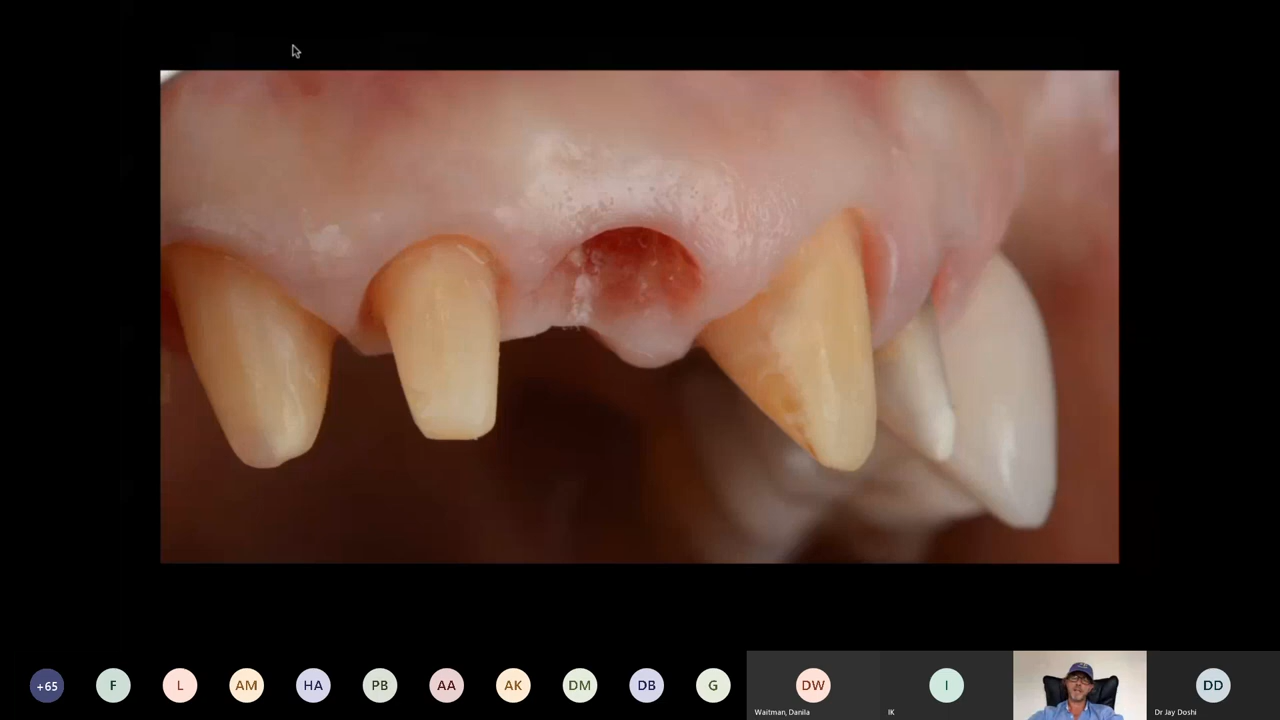 +65
F
L
AM
HA
PB
AA
AK
DM
DB
G
DW
I
DD
Waitman, Danila
IK
Dr Jay Doshi